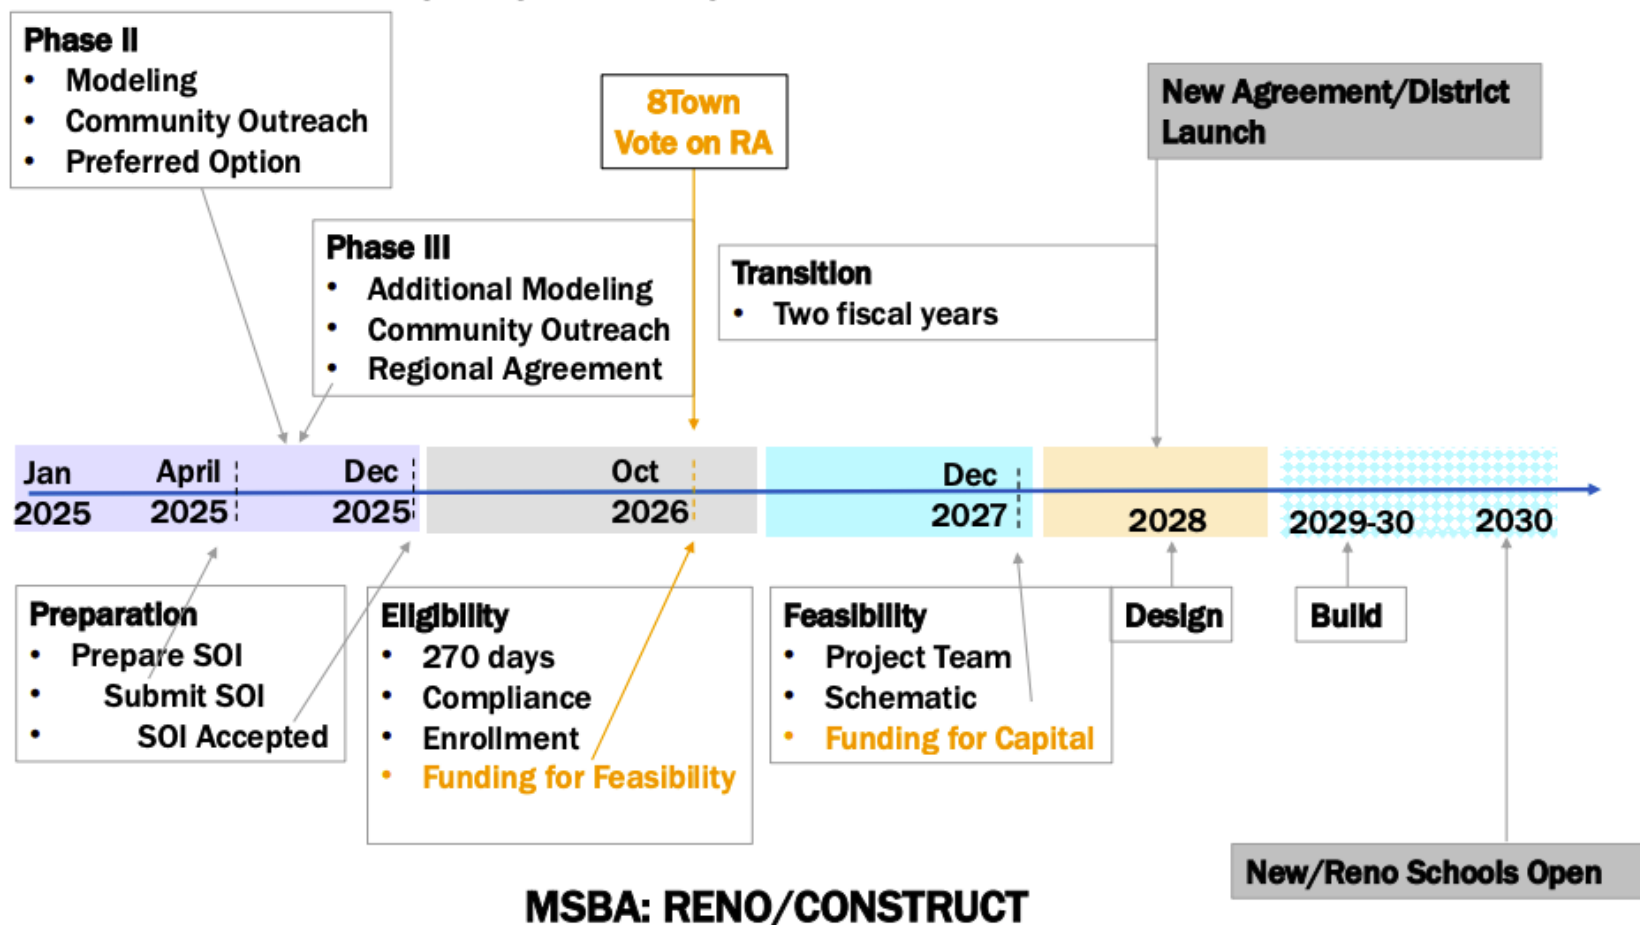 Phase II
• Modeling
• Community Outreach
• Preferred Option
8Town
Vote on RA
New Agreement/District
Launch
Phase III
• Additional Modeling
• Community Outreach
• Regional Agreement
Transition
• Two fiscal years
Jan
2025
April
2025
Dec
2025
Oct
2026
Dec
2027
2028
2029-30
2030
Preparation
• Prepare SOI
• Submit SOI
• SOI Accepted
Eligibility
• 270 days
• Compliance
• Enrollment
• Funding for Feasibility
Feasibility
• Project Team
• Schematic
• Funding for Capital
Design
Build
New/Reno Schools Open
MSBA: RENO/CONSTRUCT